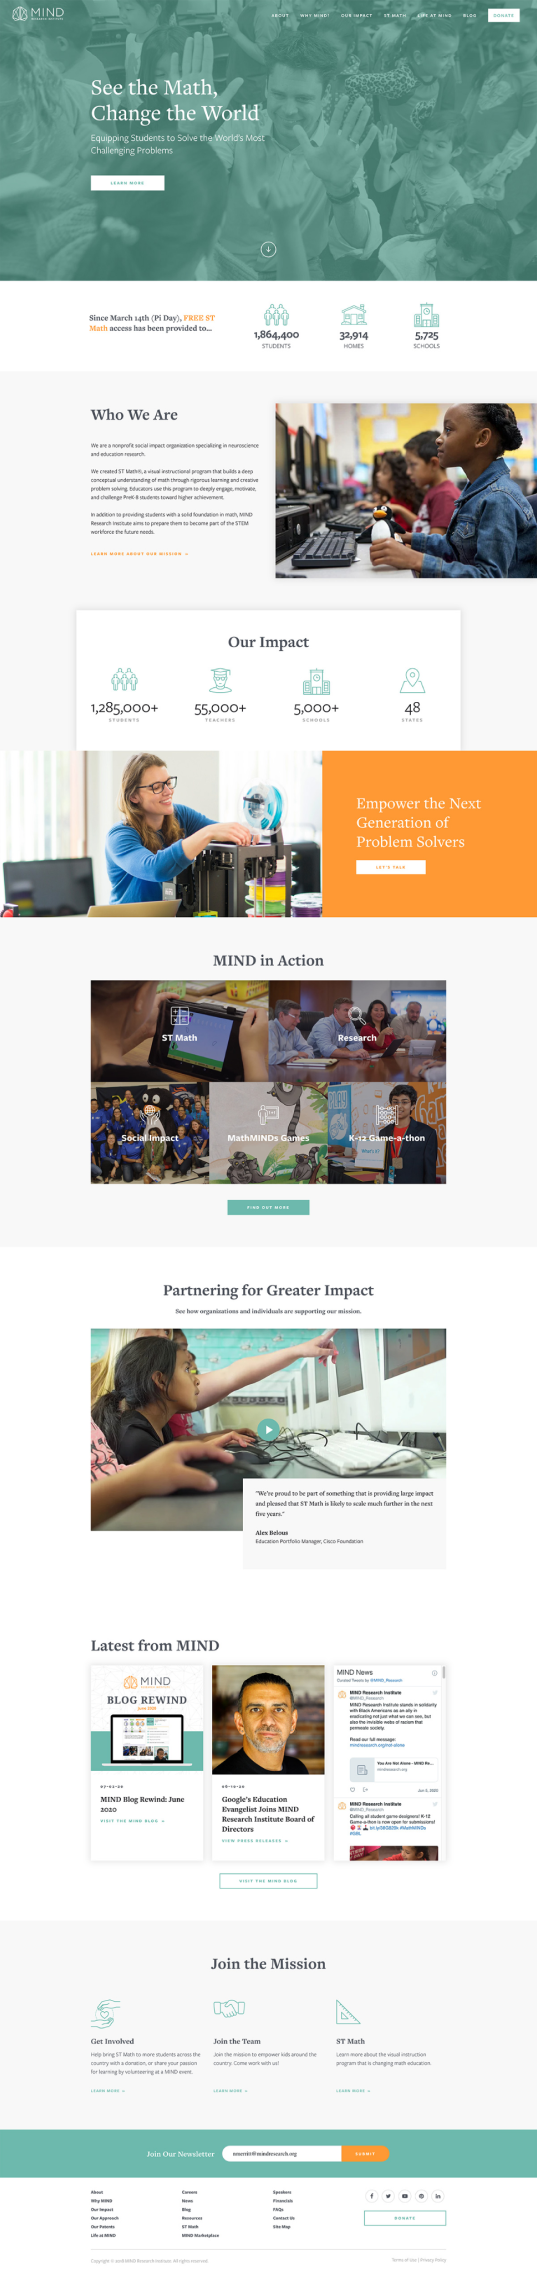 MIND
RESEARCH INSTITUTE
ABOUT WHY MIND? OUR IMPACT ST MATH LIFE AT MIND BLOG DONATE
See the Math,
Change the World
Equipping Students to Solve the World's Most
Challenging Problems
LEARN MORE
Since March 14th (Pi Day), FREE ST
Math access has been provided to...
1,864,400 32,914 5,725
STUDENTS HOMES SCHOOLS
Who We Are
We are a nonprofit social impact organization specializing in neuroscience
and education research.
We created ST Math®, a visual instructional program that builds a deep
conceptual understanding of math through rigorous learning and creative
problem solving. Educators use this program to deeply engage, motivate,
and challenge PreK-8 students toward higher achievement.
In addition to providing students with a solid foundation in math, MIND
Research Institute aims to prepare them to become part of the STEM
workforce the future needs.
LEARN MORE ABOUT OUR MISSION >
Our Impact
1,285,000+ 55,000+ 5,000+ 48
STUDENTS TEACHERS SCHOOLS STATES
Empower the Next
Generation of
Problem Solvers
LET'S TALK
MIND in Action
ST Math Research
Social Impact MathMINDs Games K-12 Game-a-thon
FIND OUT MORE
Partnering for Greater Impact
See how organizations and individuals are supporting our mission.
"We're proud to be part of something that is providing large impact
and pleased that ST Math is likely to scale much further in the next
five years."
Alex Belous
Education Portfolio Manager, Cisco Foundation
Latest from MIND
MIND
BLOG REWIND
June 2020
07-02-20
MIND Blog Rewind: June
2020
VISIT THE MIND BLOG >
06-10-20
Google's Education
Evangelist Joins MIND
Research Institute Board of
Directors
VIEW PRESS RELEASES >
MIND News
Curated Tweets by @MIND_Research
MIND Research Institute
@MIND_Research
MIND Research Institute stands in solidarity
with Black Americans as an ally in
eradicating not just what we can see, but
also the invisible webs of racism that
permeate society.
Read our full message:
mindresearch.org/not-alone
You Are Not Alone - MIND Re...
mindresearch.org
Jun 3, 2020
MIND Research Institute
@MIND_Research
Calling all student game designers! K-12
Game-a-thon is now open for submissions!
#MathMINDs
#GBL
VISIT THE MIND BLOG
Join the Mission
Get Involved
Help bring ST Math to more students across the
country with a donation, or share your passion
for learning by volunteering at a MIND event.
LEARN MORE >
Join the Team
Join the mission to empower kids around the
country. Come work with us!
LEARN MORE >
ST Math
Learn more about the visual instruction
program that is changing math education.
LEARN MORE >
Join Our Newsletter nmerritt@mindresearch.org SUBMIT
About Careers Speakers
Why MIND News Financials
Our Impact Blog FAQs
Our Approach Resources Contact Us
Our Patents ST Math Site Map
Life at MIND MIND Marketplace
DONATE
Copyright © 2018 MIND Research Institute. All rights reserved.
Terms of Use | Privacy Policy